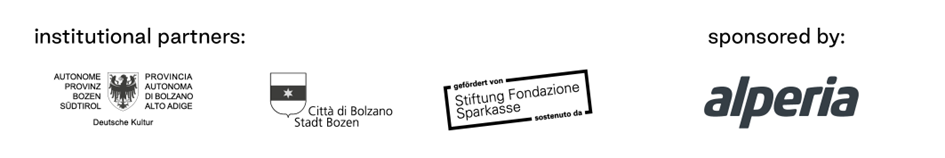 institutional partners:
sponsored by:
AUTONOME
PROVINZ
BOZEN
SÜDTIROL
PROVINCIA
AUTONOMA
DI BOLZANO
ALTO ADIGE
Deutsche Kultur
Città di Bolzano
Stadt Bozen
gefördert von
Stiftung Fondazione
Sparkasse
sostenuto da
alperia